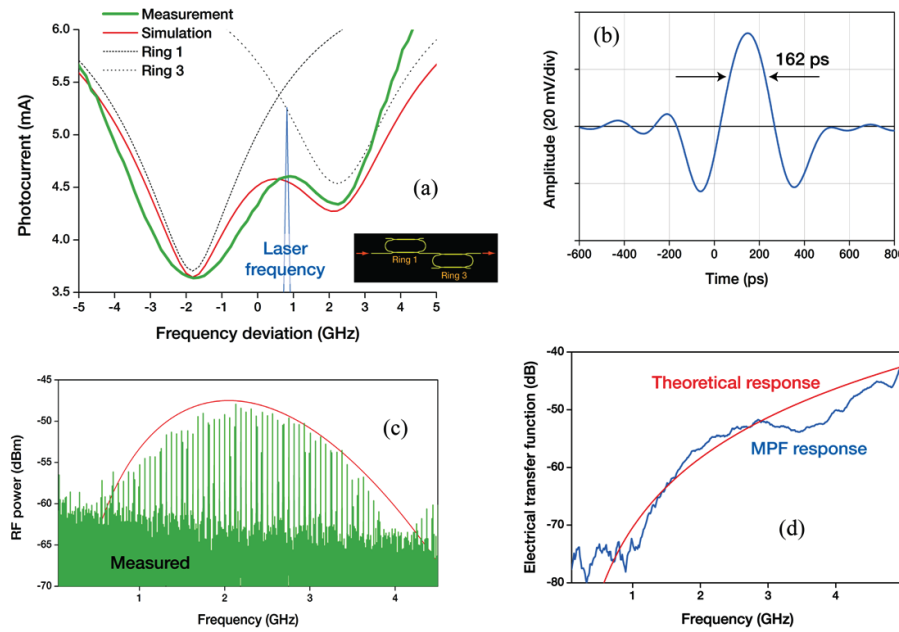 Measurement
Simulation
Ring 1
Ring 3
6.0
5.5
5.0
4.5
4.0
3.5
Photocurrent (mA)
(a)
Laser
frequency
Ring 1
Ring 3
-5 -4 -3 -2 -1 0 1 2 3 4 5
Frequency deviation (GHz)
(b)
162 ps
Amplitude (20 mV/div)
-600 -400 -200 0 200 400 600 800
Time (ps)
-45
-50
-55
-60
-65
-70
RF power (dBm)
(c)
Measured
1 2 3 4
Frequency (GHz)
-40
-50
-60
-70
-80
Electrical transfer function (dB)
Theoretical response
MPF response
(d)
1 2 3 4
Frequency (GHz)